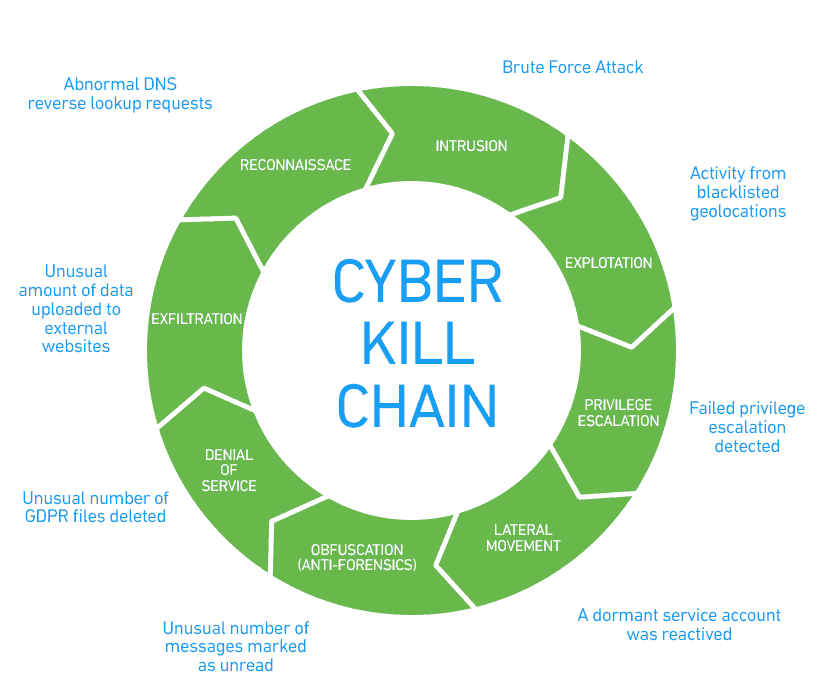 Brute Force Attack
Abnormal DNS
reverse lookup requests
INTRUSION
RECONNAISSACE
Activity from
blacklisted
geolocations
EXPLOTATION
CYBER
KILL
CHAIN
Unusual
amount of data
uploaded to
external
websites
EXFILTRATION
PRIVILEGE
ESCALATION
Failed privilege
escalation
detected
DENIAL
OF
SERVICE
Unusual number of
GDPR files deleted
LATERAL
MOVEMENT
OBFUSCATION
(ANTI-FORENSICS)
A dormant service account
was reactived
Unusual number of
messages marked
as unread